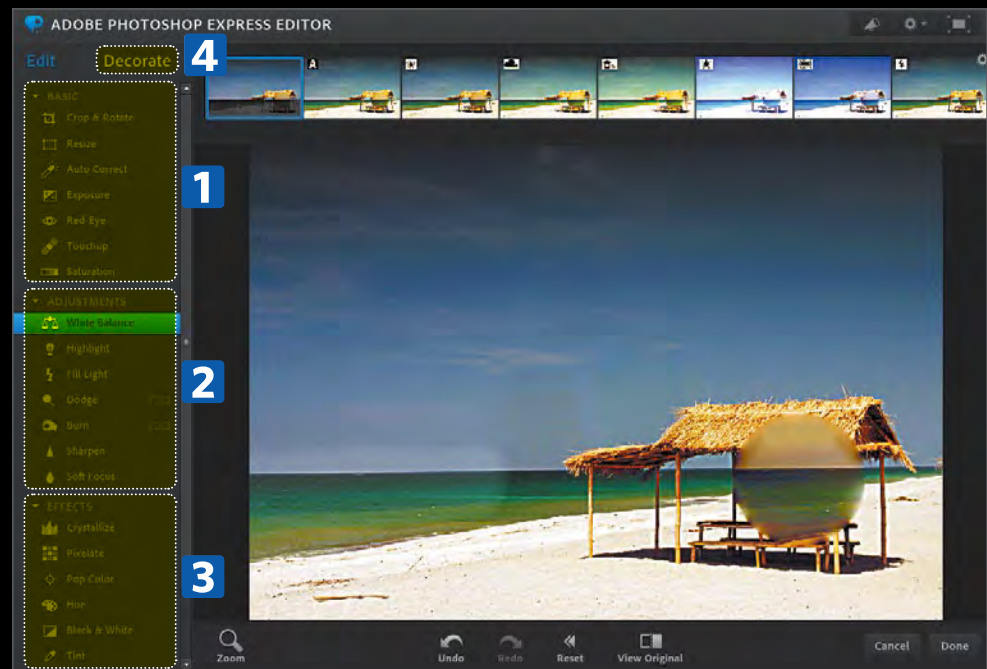 ADOBE PHOTOSHOP EXPRESS EDITOR
Edit
Decorate
4
A
BASIC
Crop & Rotate
Resize
Auto Correct
Exposure
Red Eye
Touchup
Saturation
1
ADJUSTMENTS
White Balance
Highlight
Fill Light
Dodge
Burn
Sharpen
Soft Focus
2
EFFECTS
Crystallize
Pixelate
Pop Color
Hue
Black & White
Tint
3
Zoom
Undo
Redo
Reset
View Original
Cancel
Done